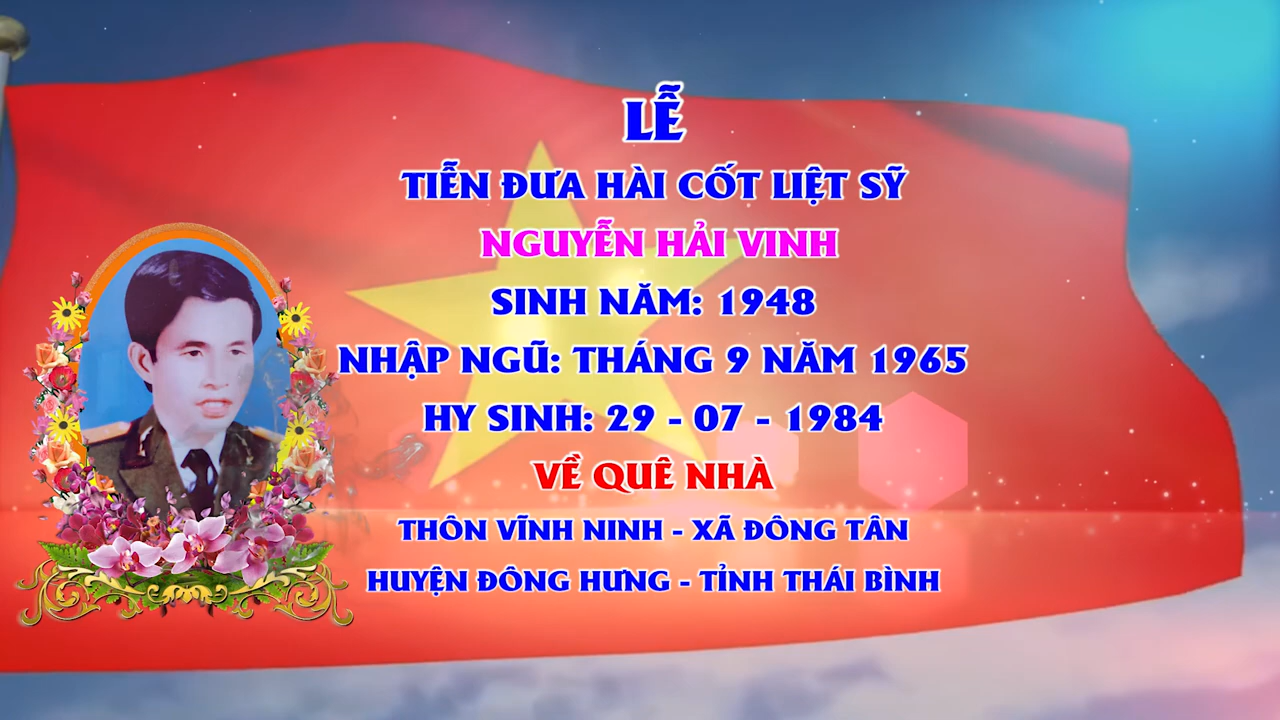 LỄ
TIỄN ĐƯA HÀI CỐT LIỆT SỸ
NGUYỄN HẢI VINH
SINH NĂM: 1948
NHẬP NGŨ: THÁNG 9 NĂM 1965
HY SINH: 29 - 07 - 1984
VỀ QUÊ NHÀ
THÔN VĨNH NINH - XÃ ĐÔNG TÂN
HUYỆN ĐÔNG HƯNG - TỈNH THÁI BÌNH